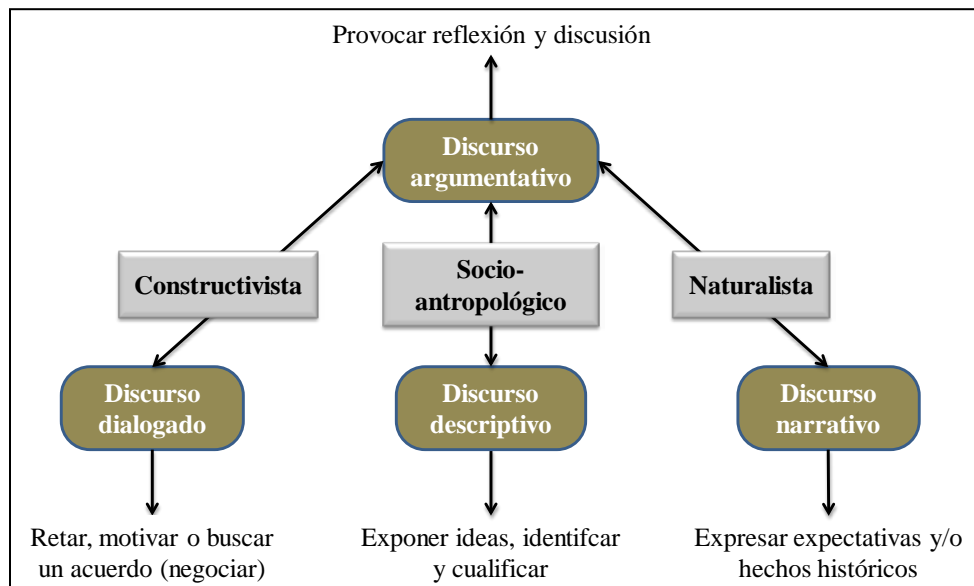 Provocar reflexión y discusión
Discurso
argumentativo
Constructivista
Socio-
antropológico
Naturalista
Discurso
dialogado
Discurso
descriptivo
Discurso
narrativo
Retar, motivar o buscar
un acuerdo (negociar)
Exponer ideas, identifcar
y cualificar
Expresar expectativas y/o
hechos históricos